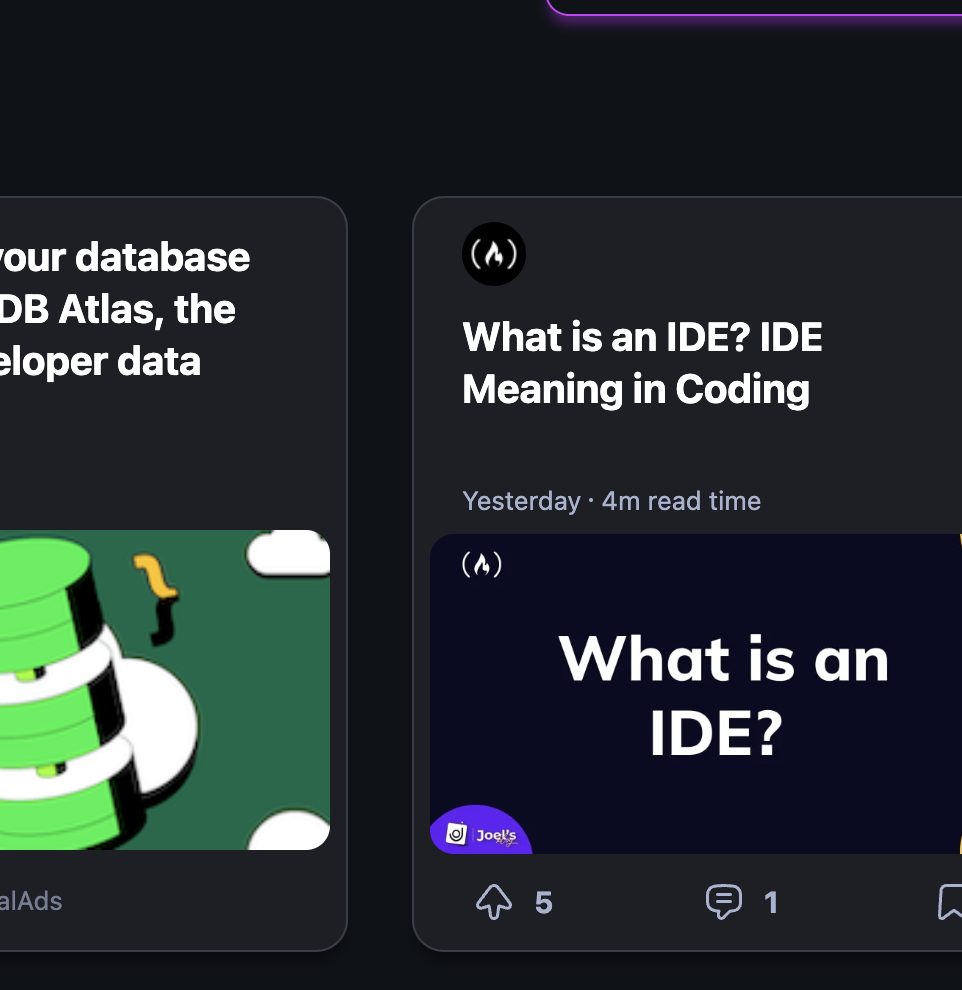 your database
DB Atlas, the
eloper data
alAds
What is an IDE? IDE
Meaning in Coding
Yesterday · 4m read time
What is an
IDE?
Joel's
5
1